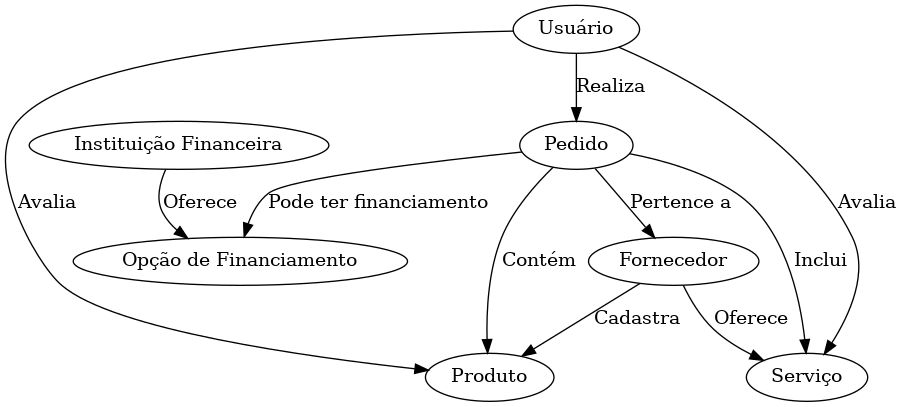 Usuário
Realiza
Instituição Financeira
Pedido
Avalia
Oferece
Pode ter financiamento
Pertence a
Avalia
Opção de Financiamento
Contém
Fornecedor
Inclui
Cadastra
Oferece
Produto
Serviço